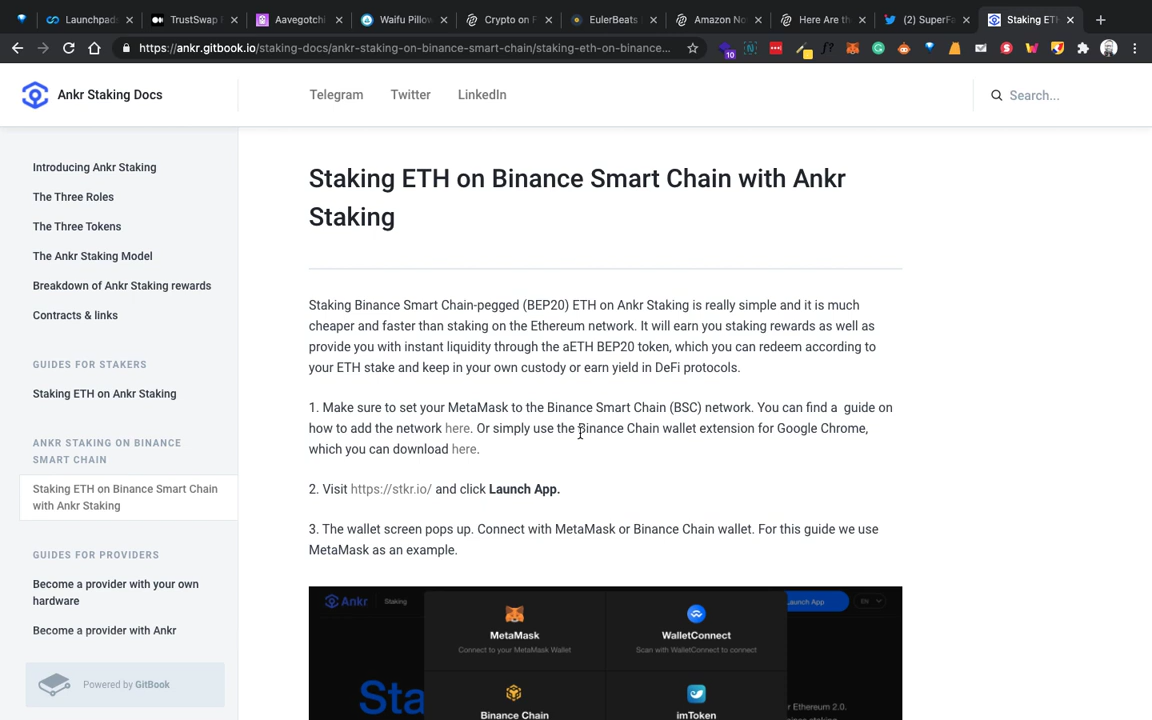 Launchpads
TrustSwap
Aavegotchi
Waifu Pillow
Crypto on F
EulerBeats
Amazon No
Here Are th
(2) SuperFa
Staking ETH
https://ankr.gitbook.io/staking-docs/ankr-staking-on-binance-smart-chain/staking-eth-on-binance...
10
Ankr Staking Docs
Telegram
Twitter
LinkedIn
Search...
Introducing Ankr Staking
The Three Roles
The Three Tokens
The Ankr Staking Model
Breakdown of Ankr Staking rewards
Contracts & links
GUIDES FOR STAKERS
Staking ETH on Ankr Staking
ANKR STAKING ON BINANCE
SMART CHAIN
Staking ETH on Binance Smart Chain
with Ankr Staking
GUIDES FOR PROVIDERS
Become a provider with your own
hardware
Become a provider with Ankr
Powered by GitBook
Staking ETH on Binance Smart Chain with Ankr
Staking
Staking Binance Smart Chain-pegged (BEP20) ETH on Ankr Staking is really simple and it is much
cheaper and faster than staking on the Ethereum network. It will earn you staking rewards as well as
provide you with instant liquidity through the aETH BEP20 token, which you can redeem according to
your ETH stake and keep in your own custody or earn yield in DeFi protocols.
1. Make sure to set your MetaMask to the Binance Smart Chain (BSC) network. You can find a guide on
how to add the network here. Or simply use the Binance Chain wallet extension for Google Chrome,
which you can download here.
2. Visit https://stkr.io/ and click Launch App.
3. The wallet screen pops up. Connect with MetaMask or Binance Chain wallet. For this guide we use
MetaMask as an example.
Ankr
Staking
Launch App
EN
MetaMask
Connect to your MetaMask Wallet
WalletConnect
Scan with WalletConnect to connect
Binance Chain
imToken
Sta
r Ethereum 2.0.